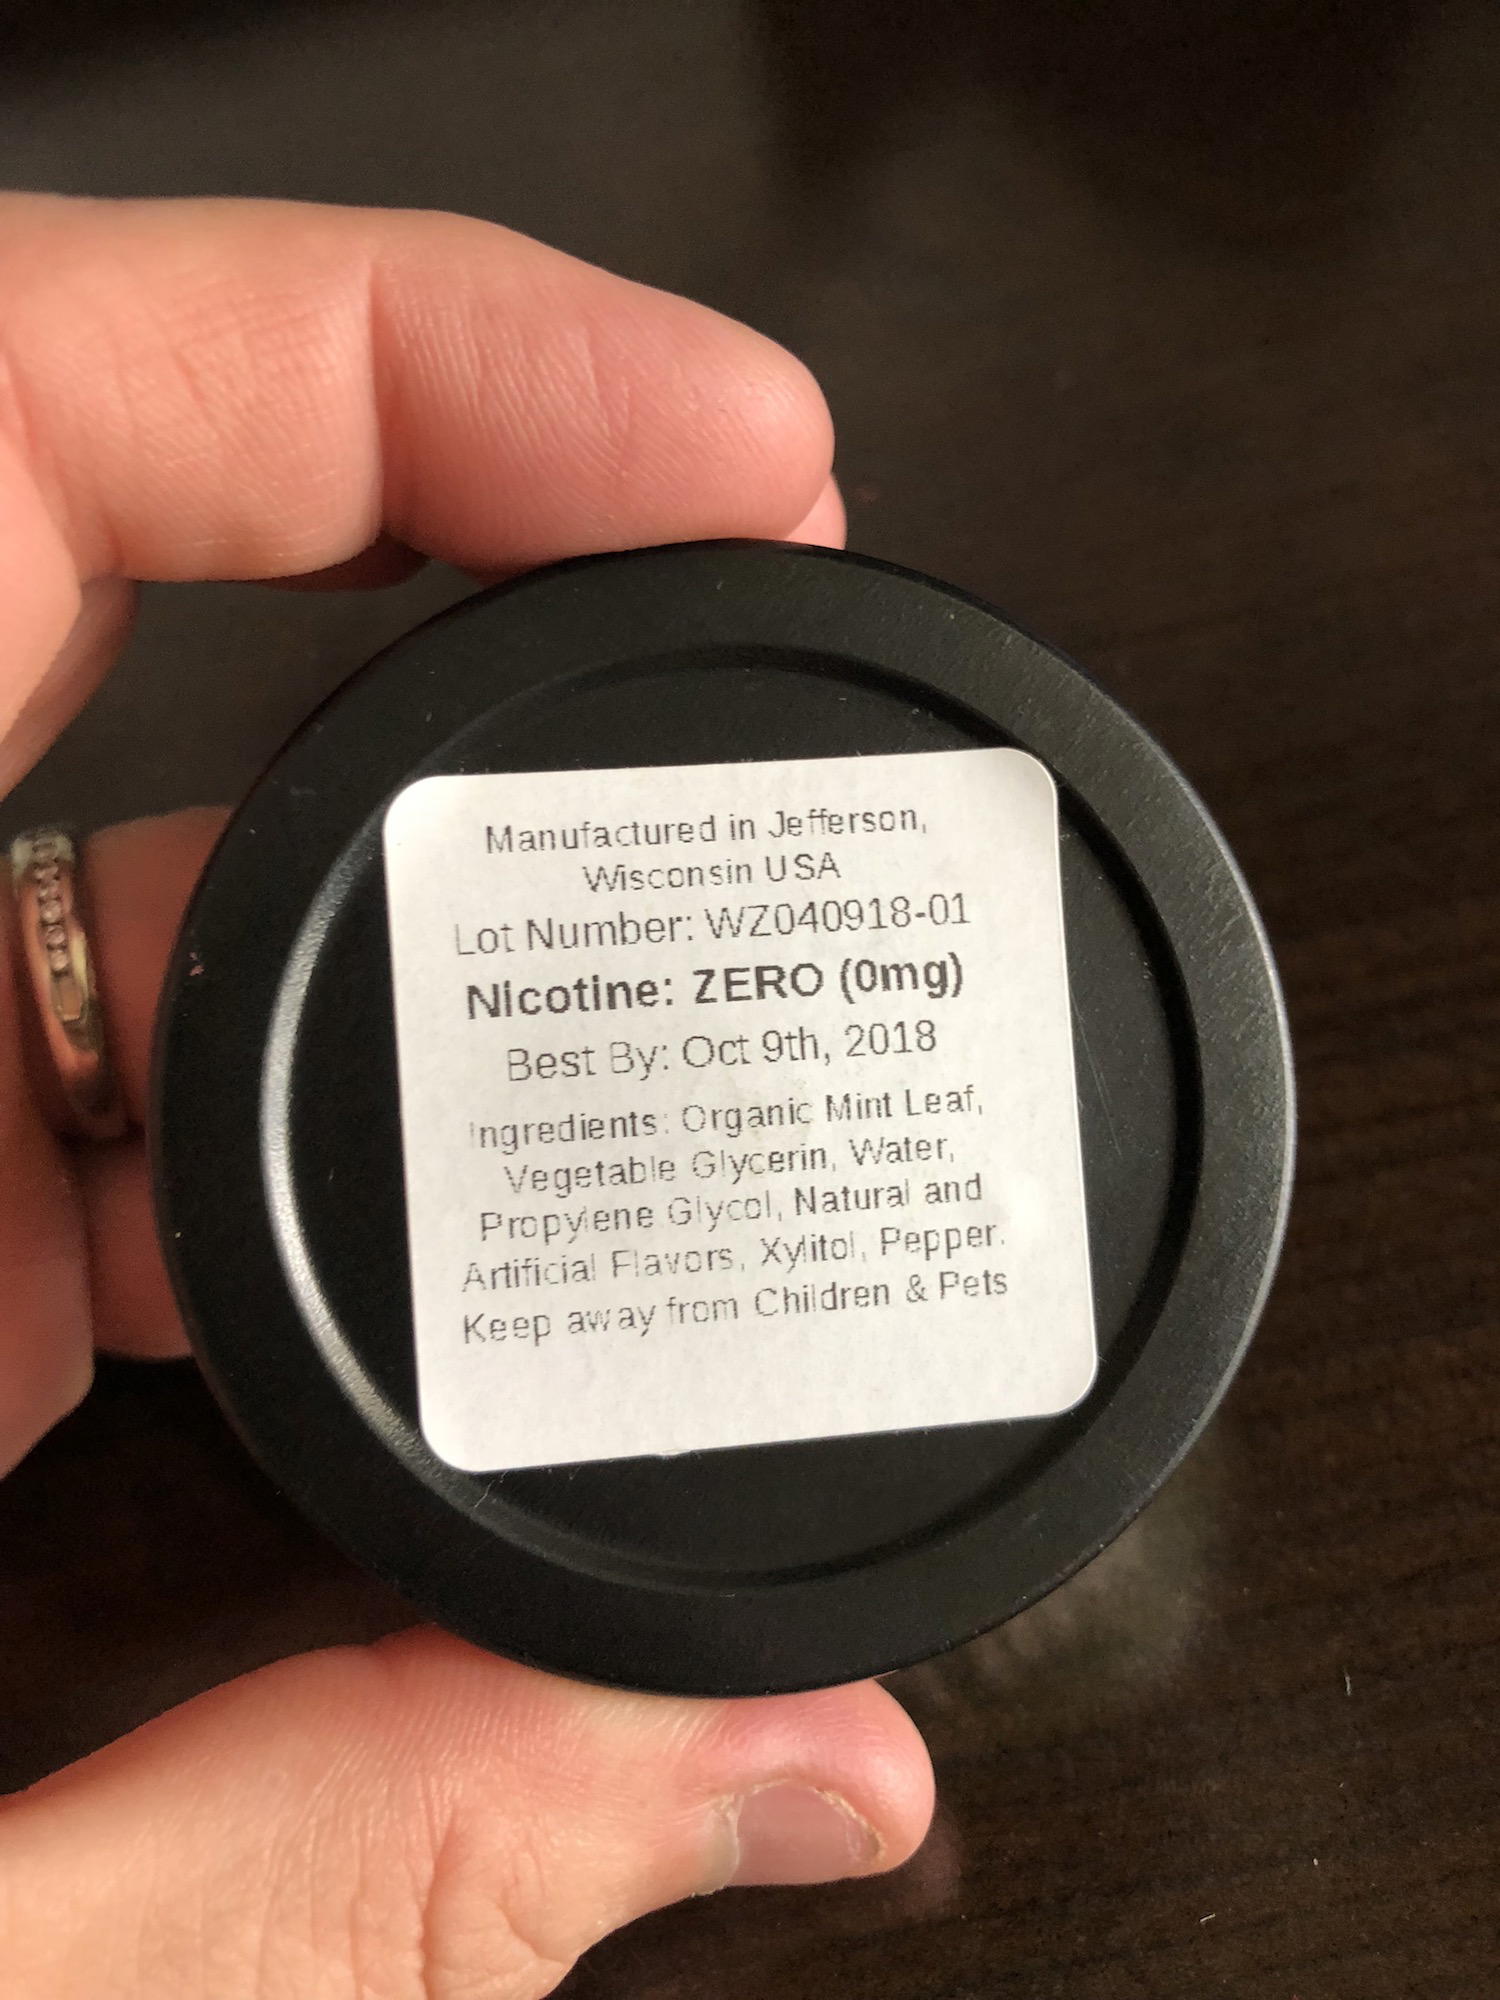 Manufactured in Jefferson,
Wisconsin USA
Lot Number: WZ040918-01
Nicotine: ZERO (0mg)
Best By: Oct 9th, 2018
Ingredients: Organic Mint Leaf,
Vegetable Glycerin, Water,
Propylene Glycol, Natural and
Artificial Flavors, Xylitol, Pepper.
Keep away from Children & Pets